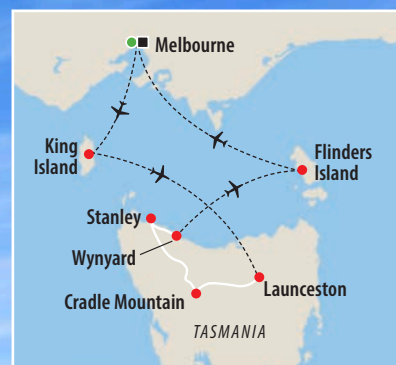 Melbourne
King
Island
Flinders
Island
Stanley
Wynyard
Launceston
Cradle Mountain
TASMANIA